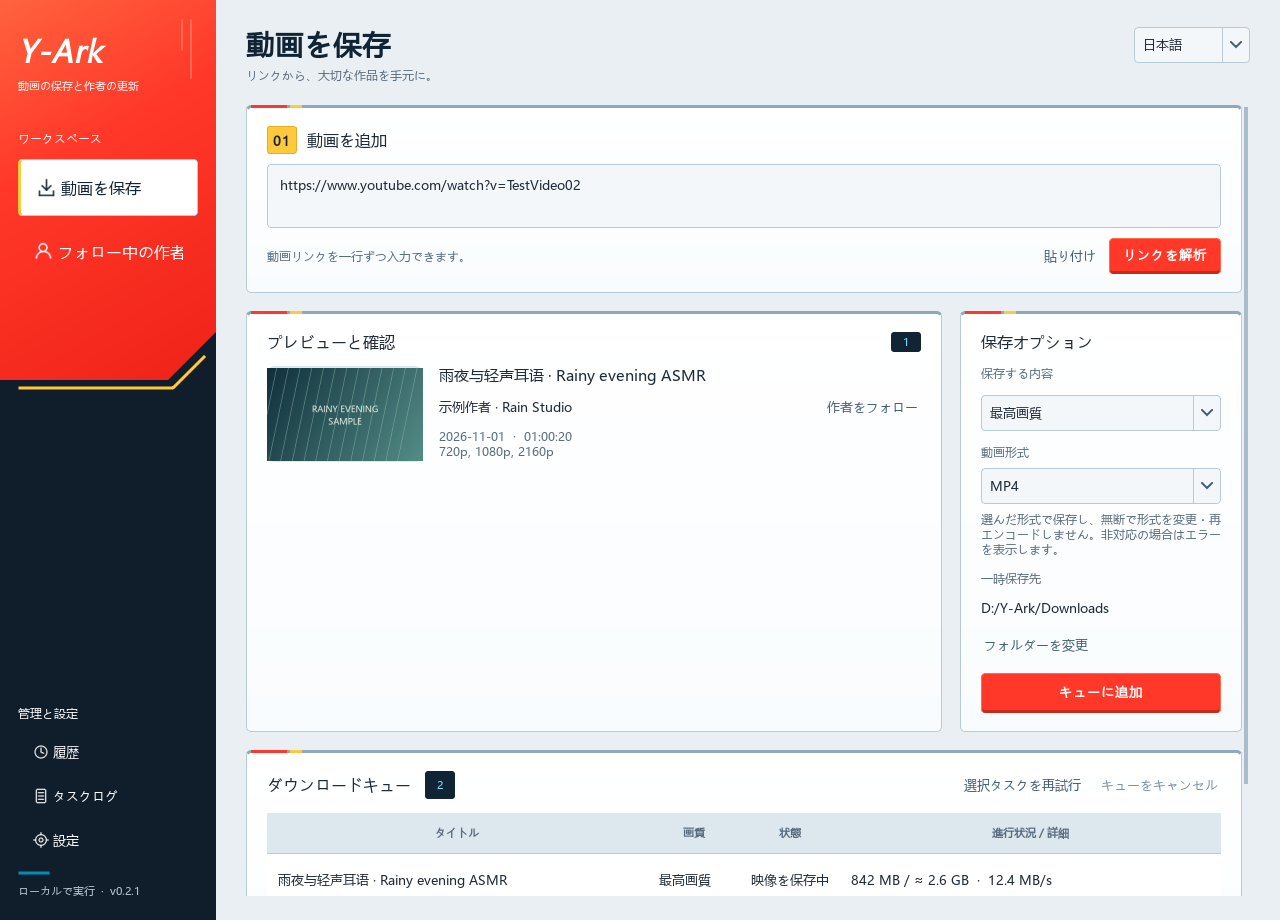 Y-Ark
動画の保存と作者の更新
ワークスペース
動画を保存
フォロー中の作者
管理と設定
履歴
タスクログ
設定
ローカルで実行 · v0.2.1
動画を保存
リンクから、大切な作品を手元に。
日本語
01 動画を追加
https://www.youtube.com/watch?v=TestVideo02
動画リンクを一行ずつ入力できます。
貼り付け
リンクを解析
プレビューと確認
1
RAINY EVENING
SAMPLE
雨夜与轻声耳语 · Rainy evening ASMR
示例作者 · Rain Studio
作者をフォロー
2026-11-01 · 01:00:20
720p, 1080p, 2160p
保存オプション
保存する内容
最高画質
動画形式
MP4
選んだ形式で保存し、無断で形式を変更・再
エンコードしません。非対応の場合はエラー
を表示します。
一時保存先
D:/Y-Ark/Downloads
フォルダーを変更
キューに追加
ダウンロードキュー 2
選択タスクを再試行 キューをキャンセル
タイトル 画質 状態 進行状況 / 詳細
雨夜与轻声耳语 · Rainy evening ASMR 最高画質 映像を保存中 842 MB / ≈ 2.6 GB · 12.4 MB/s